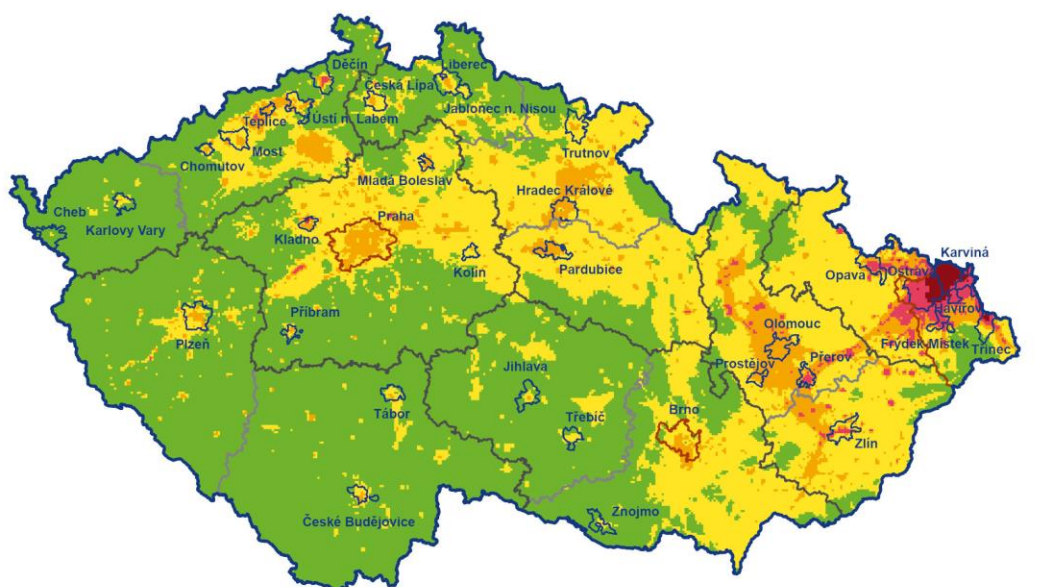 Děčín
Liberec
Česká Lípa
Jablonec n. Nisou
Teplice
Ústí n. Labem
Most
Chomutov
Trutnov
Mladá Boleslav
Hradec Králové
Cheb
Karlovy Vary
Praha
Kladno
Kolín
Pardubice
Karviná
Opava
Ostrava
Havířov
Příbram
Plzeň
Olomouc
Frýdek-Místek
Třinec
Prostějov
Přerov
Jihlava
Tábor
Třebíč
Brno
Zlín
Znojmo
České Budějovice